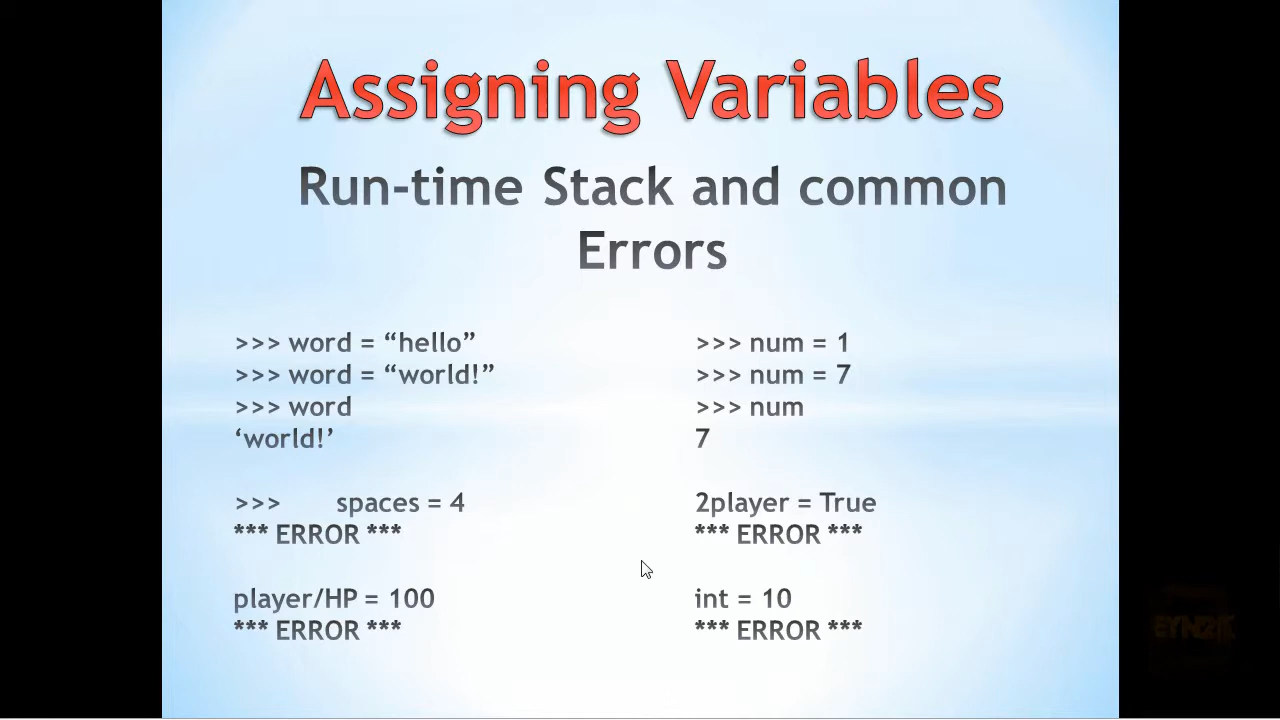 Assigning Variables
Run-time Stack and common
Errors
>>> word = “hello”
>>> word = “world!”
>>> word
‘world!’
>>> spaces = 4
*** ERROR ***
player/HP = 100
*** ERROR ***
>>> num = 1
>>> num = 7
>>> num
7
2player = True
*** ERROR ***
int = 10
*** ERROR ***